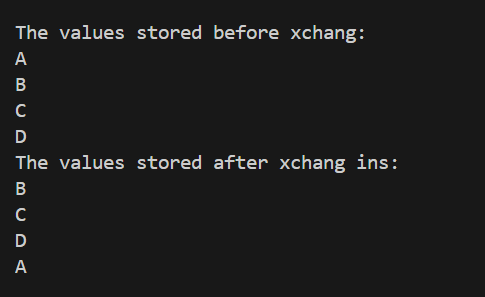 The values stored before xchang:
A
B
C
D
The values stored after xchang ins:
B
C
D
A